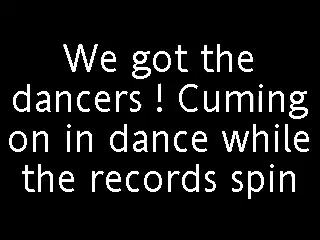 We got the
dancers ! Cuming
on in dance while
the records spin